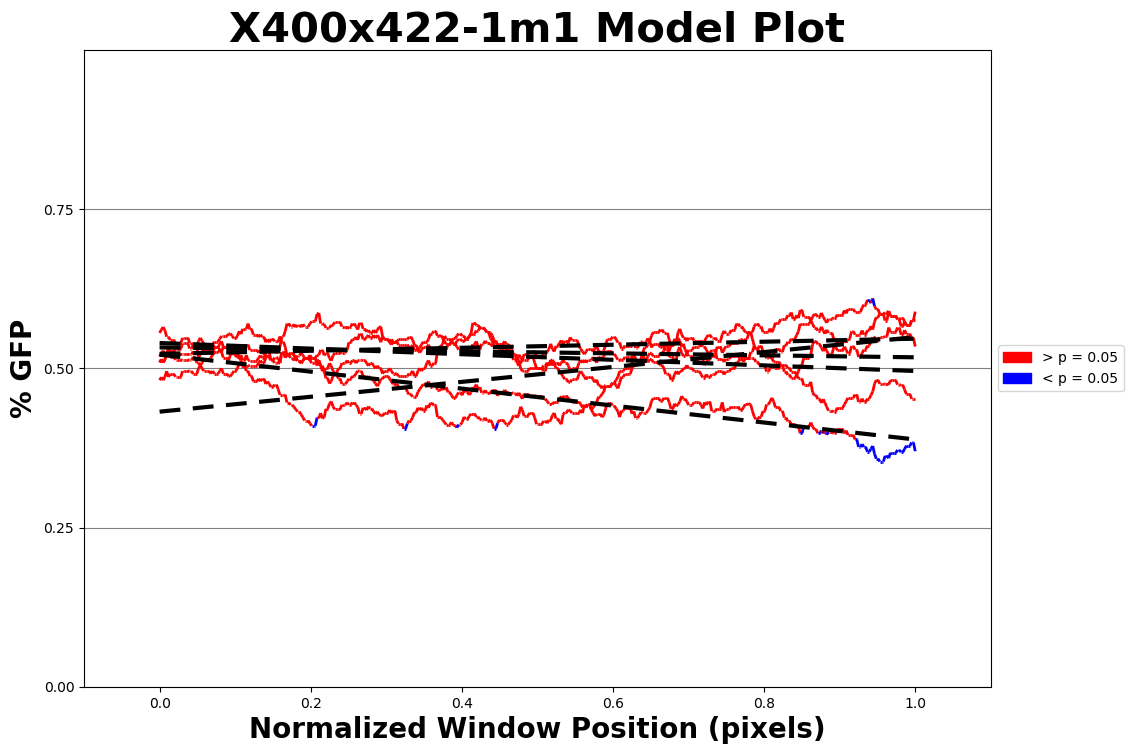 X400x422-1m1 Model Plot
% GFP
0.75
0.50
0.25
0.00
0.0 0.2 0.4 0.6 0.8 1.0
Normalized Window Position (pixels)
> p = 0.05
< p = 0.05